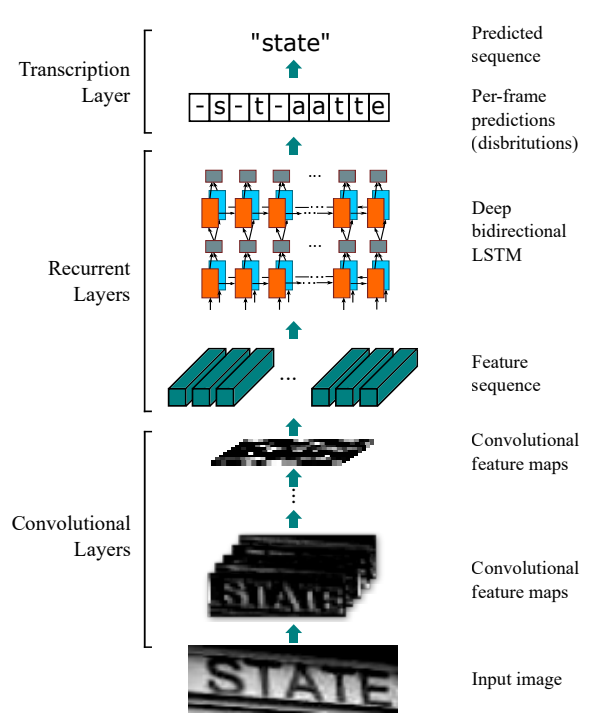 "state"
Predicted
sequence
Transcription
Layer
-s-t-aatte
Per-frame
predictions
(disbritutions)
Recurrent
Layers
Deep
bidirectional
LSTM
...
...
...
Feature
sequence
Convolutional
feature maps
Convolutional
Layers
STATE
Convolutional
feature maps
STATE
Input image